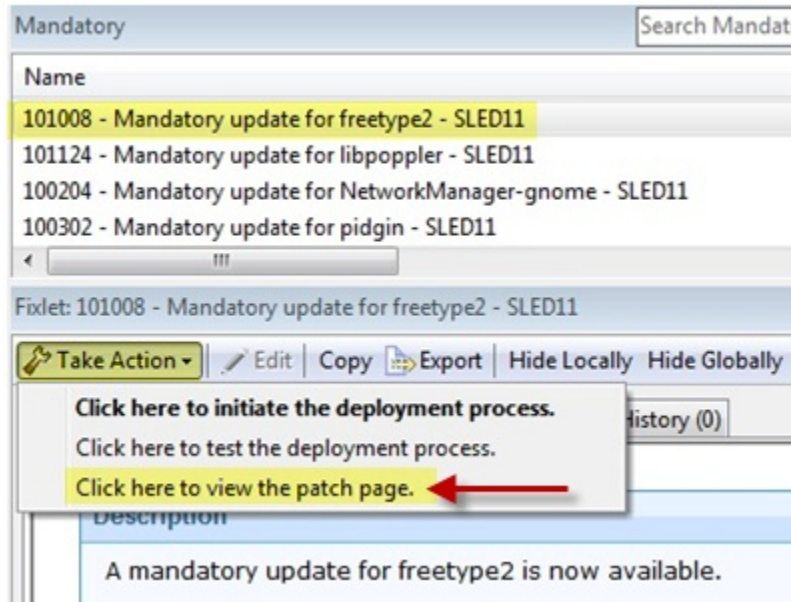 Mandatory
Search Mandat
Name
101008 - Mandatory update for freetype2 - SLED11
101124 - Mandatory update for libpoppler - SLED11
100204 - Mandatory update for NetworkManager-gnome - SLED11
100302 - Mandatory update for pidgin - SLED11
Fixlet: 101008 - Mandatory update for freetype2 - SLED11
Take Action Edit Copy Export Hide Locally Hide Globally
Click here to initiate the deployment process.
History (0)
Click here to test the deployment process.
Click here to view the patch page.
Description
A mandatory update for freetype2 is now available.